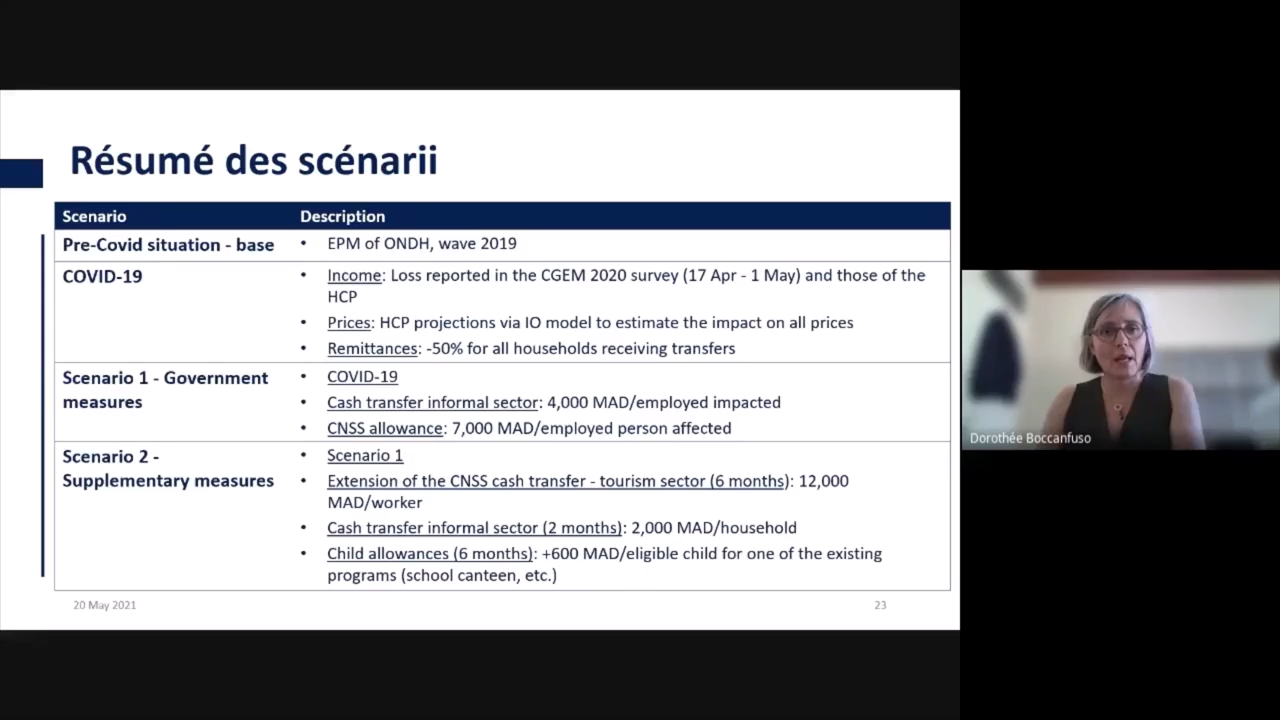 Résumé des scénarii
Scenario Description
Pre-Covid situation - base • EPM of ONDH, wave 2019
COVID-19 • Income: Loss reported in the CGEM 2020 survey (17 Apr - 1 May) and those of the
HCP
• Prices: HCP projections via IO model to estimate the impact on all prices
• Remittances: -50% for all households receiving transfers
Scenario 1 - Government
measures
• COVID-19
• Cash transfer informal sector: 4,000 MAD/employed impacted
• CNSS allowance: 7,000 MAD/employed person affected
Scenario 2 -
Supplementary measures
• Scenario 1
• Extension of the CNSS cash transfer - tourism sector (6 months): 12,000
MAD/worker
• Cash transfer informal sector (2 months): 2,000 MAD/household
• Child allowances (6 months): +600 MAD/eligible child for one of the existing
programs (school canteen, etc.)
20 May 2021 23
Dorothée Boccanfuso